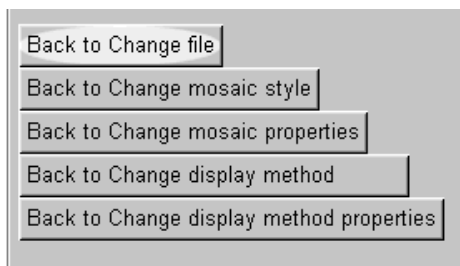 Back to Change file
Back to Change mosaic style
Back to Change mosaic properties
Back to Change display method
Back to Change display method properties